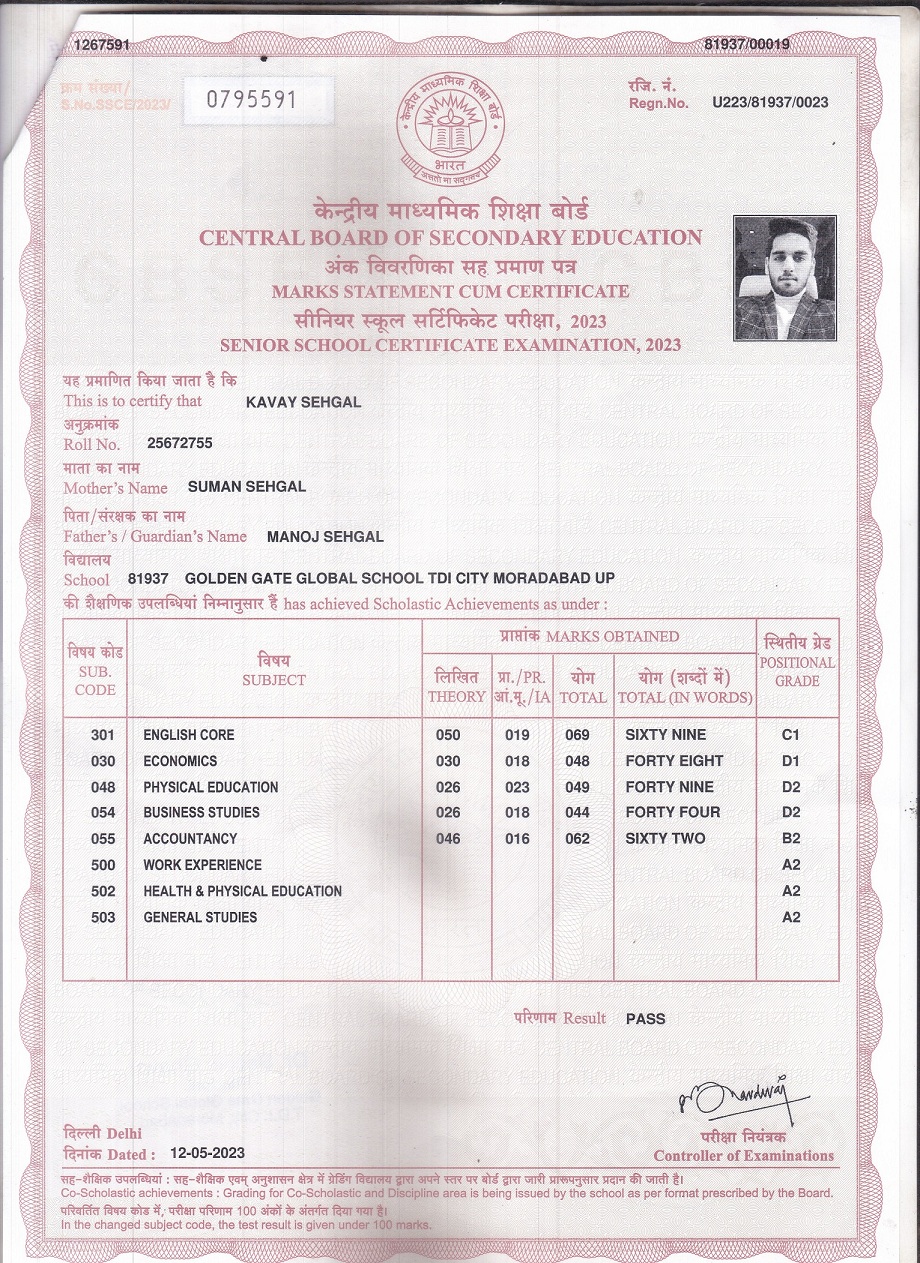 1267591
81937/00019
क्रम संख्या/
S.No.SSCE/2023/
0795591
रजि. नं.
Regn.No. U223/81937/0023
केन्द्रीय माध्यमिक शिक्षा बोर्ड
भारत
असतो मा सद्गमय
केन्द्रीय माध्यमिक शिक्षा बोर्ड
CENTRAL BOARD OF SECONDARY EDUCATION
अंक विवरणिका सह प्रमाण पत्र
MARKS STATEMENT CUM CERTIFICATE
सीनियर स्कूल सर्टिफिकेट परीक्षा, 2023
SENIOR SCHOOL CERTIFICATE EXAMINATION, 2023
यह प्रमाणित किया जाता है कि
This is to certify that KAVAY SEHGAL
अनुक्रमांक
Roll No. 25672755
माता का नाम
Mother's Name SUMAN SEHGAL
पिता/संरक्षक का नाम
Father's / Guardian's Name MANOJ SEHGAL
विद्यालय
School 81937 GOLDEN GATE GLOBAL SCHOOL TDI CITY MORADABAD UP
की शैक्षणिक उपलब्धियां निम्नानुसार हैं has achieved Scholastic Achievements as under :
विषय कोड
SUB.
CODE
विषय
SUBJECT
प्राप्तांक MARKS OBTAINED
लिखित
THEORY
प्रा./PR.
आं.मू./IA
योग
TOTAL
योग (शब्दों में)
TOTAL (IN WORDS)
स्थितीय ग्रेड
POSITIONAL
GRADE
301 ENGLISH CORE 050 019 069 SIXTY NINE C1
030 ECONOMICS 030 018 048 FORTY EIGHT D1
048 PHYSICAL EDUCATION 026 023 049 FORTY NINE D2
054 BUSINESS STUDIES 026 018 044 FORTY FOUR D2
055 ACCOUNTANCY 046 016 062 SIXTY TWO B2
500 WORK EXPERIENCE A2
502 HEALTH & PHYSICAL EDUCATION A2
503 GENERAL STUDIES A2
परिणाम Result PASS
दिल्ली Delhi
दिनांक Dated : 12-05-2023
परीक्षा नियंत्रक
Controller of Examinations
सह-शैक्षिक उपलब्धियां : सह-शैक्षिक एवम् अनुशासन क्षेत्र में ग्रेडिंग विद्यालय द्वारा अपने स्तर पर बोर्ड द्वारा जारी प्रारूपनुसार प्रदान की जाती है।
Co-Scholastic achievements : Grading for Co-Scholastic and Discipline area is being issued by the school as per format prescribed by the Board.
परिवर्तित विषय कोड में, परीक्षा परिणाम 100 अंकों के अंतर्गत दिया गया है।
In the changed subject code, the test result is given under 100 marks.